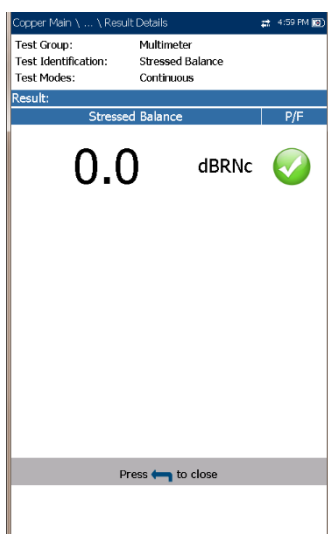 Copper Main \ ... \ Result Details 4:59 PM
Test Group: Multimeter
Test Identification: Stressed Balance
Test Modes: Continuous
Result:
Stressed Balance P/F
0.0 dBRNc
Press to close